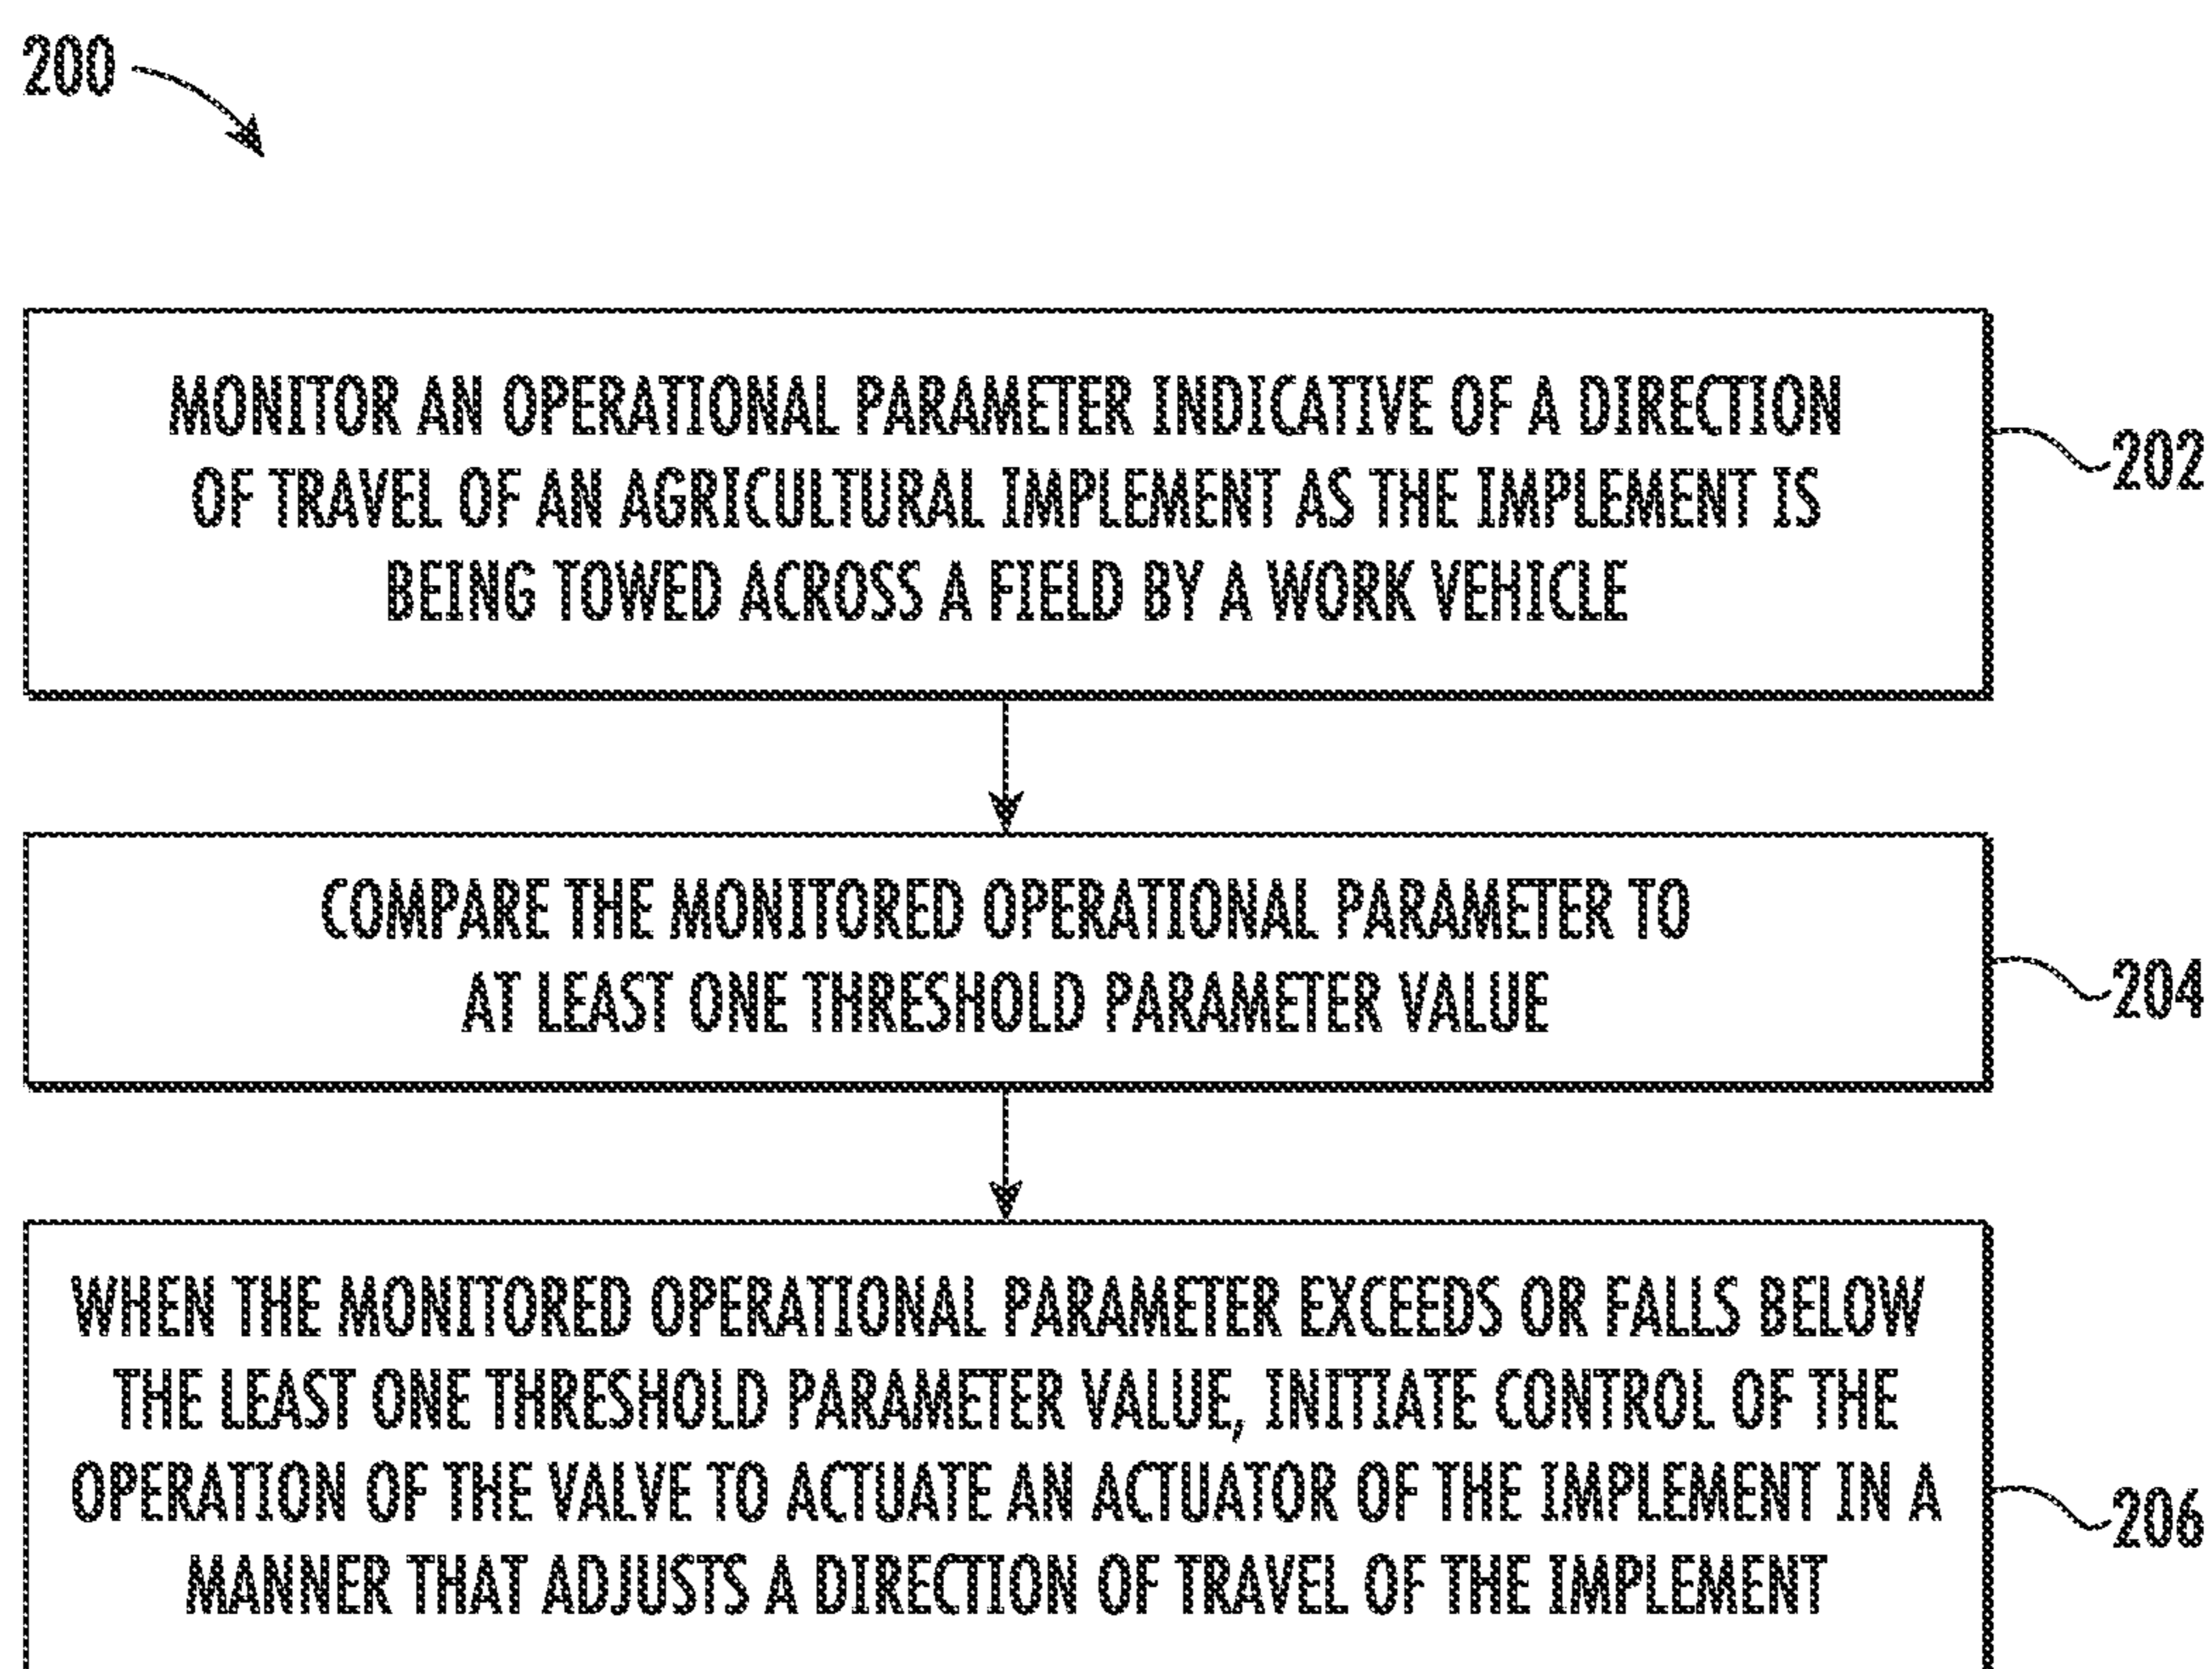 200
MONITOR AN OPERATIONAL PARAMETER INDICATIVE OF A DIRECTION
OF TRAVEL OF AN AGRICULTURAL IMPLEMENT AS THE IMPLEMENT IS
BEING TOWED ACROSS A FIELD BY A WORK VEHICLE
202
COMPARE THE MONITORED OPERATIONAL PARAMETER TO
AT LEAST ONE THRESHOLD PARAMETER VALUE
204
WHEN THE MONITORED OPERATIONAL PARAMETER EXCEEDS OR FALLS BELOW
THE LEAST ONE THRESHOLD PARAMETER VALUE, INITIATE CONTROL OF THE
OPERATION OF THE VALVE TO ACTUATE AN ACTUATOR OF THE IMPLEMENT IN A
MANNER THAT ADJUSTS A DIRECTION OF TRAVEL OF THE IMPLEMENT
206